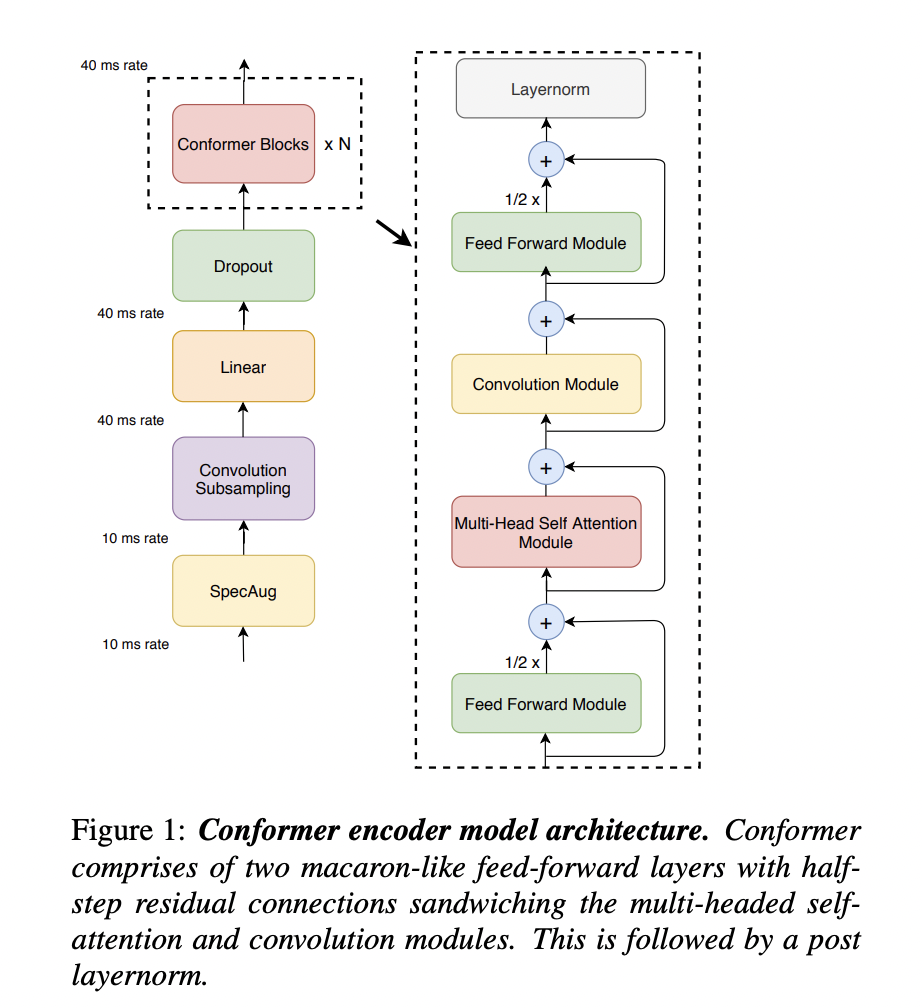 40 ms rate
Conformer Blocks
x N
Dropout
40 ms rate
Linear
40 ms rate
Convolution
Subsampling
10 ms rate
SpecAug
10 ms rate
Layernorm
+
1/2 x
Feed Forward Module
+
Convolution Module
+
Multi-Head Self Attention
Module
+
1/2 x
Feed Forward Module
Figure 1: Conformer encoder model architecture. Conformer
comprises of two macaron-like feed-forward layers with half-
step residual connections sandwiching the multi-headed self-
attention and convolution modules. This is followed by a post
layernorm.